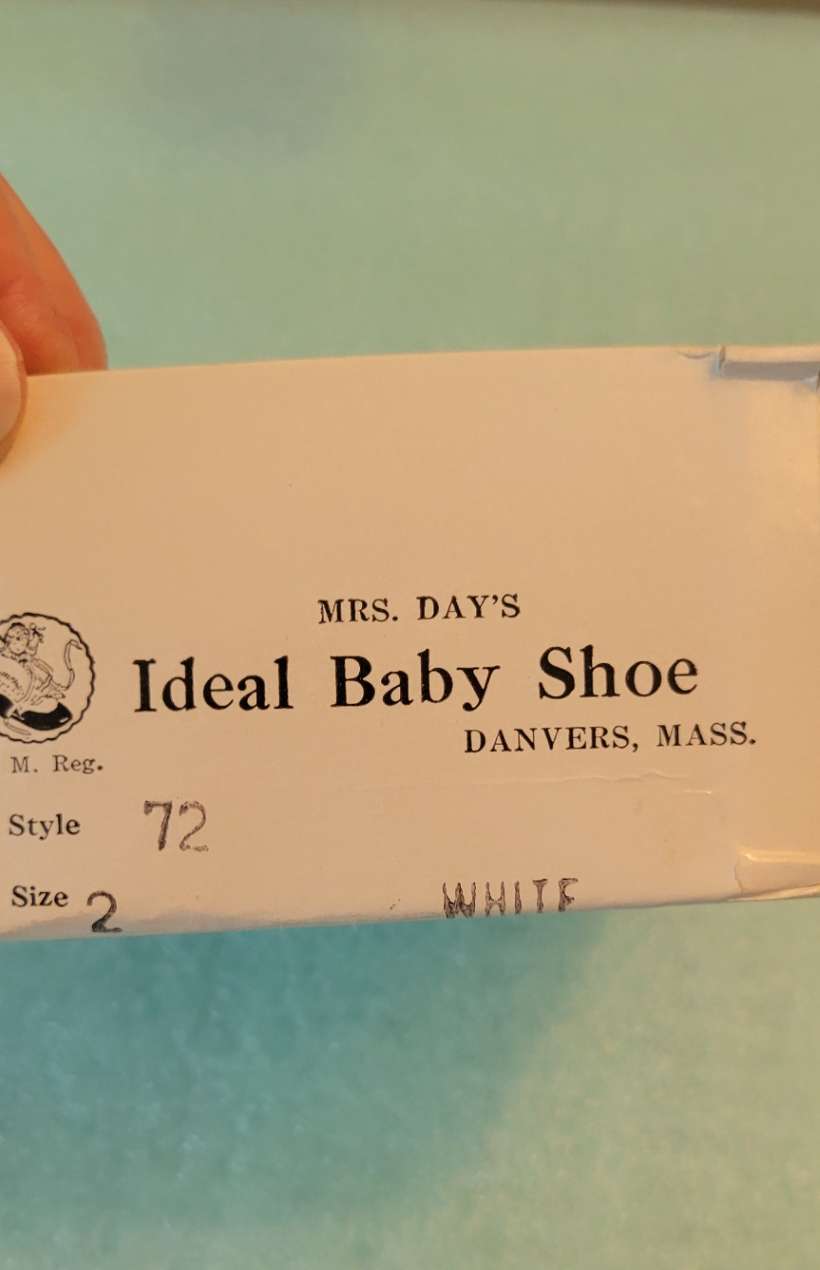 MRS. DAY'S
Ideal Baby Shoe
DANVERS, MASS.
M. Reg.
Style 72
Size 2 WHITE